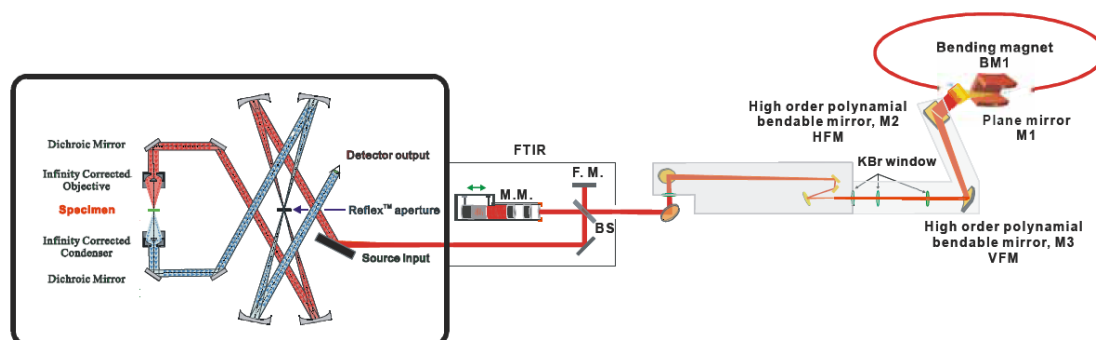 Bending magnet
BM1
High order polynamial
bendable mirror, M2
HFM
Plane mirror
M1
KBr window
High order polynamial
bendable mirror, M3
VFM
FTIR
F. M.
M.M.
BS
Dichroic Mirror
Infinity Corrected
Objective
Specimen
Infinity Corrected
Condenser
Dichroic Mirror
Detector output
Reflex™ aperture
Source Input